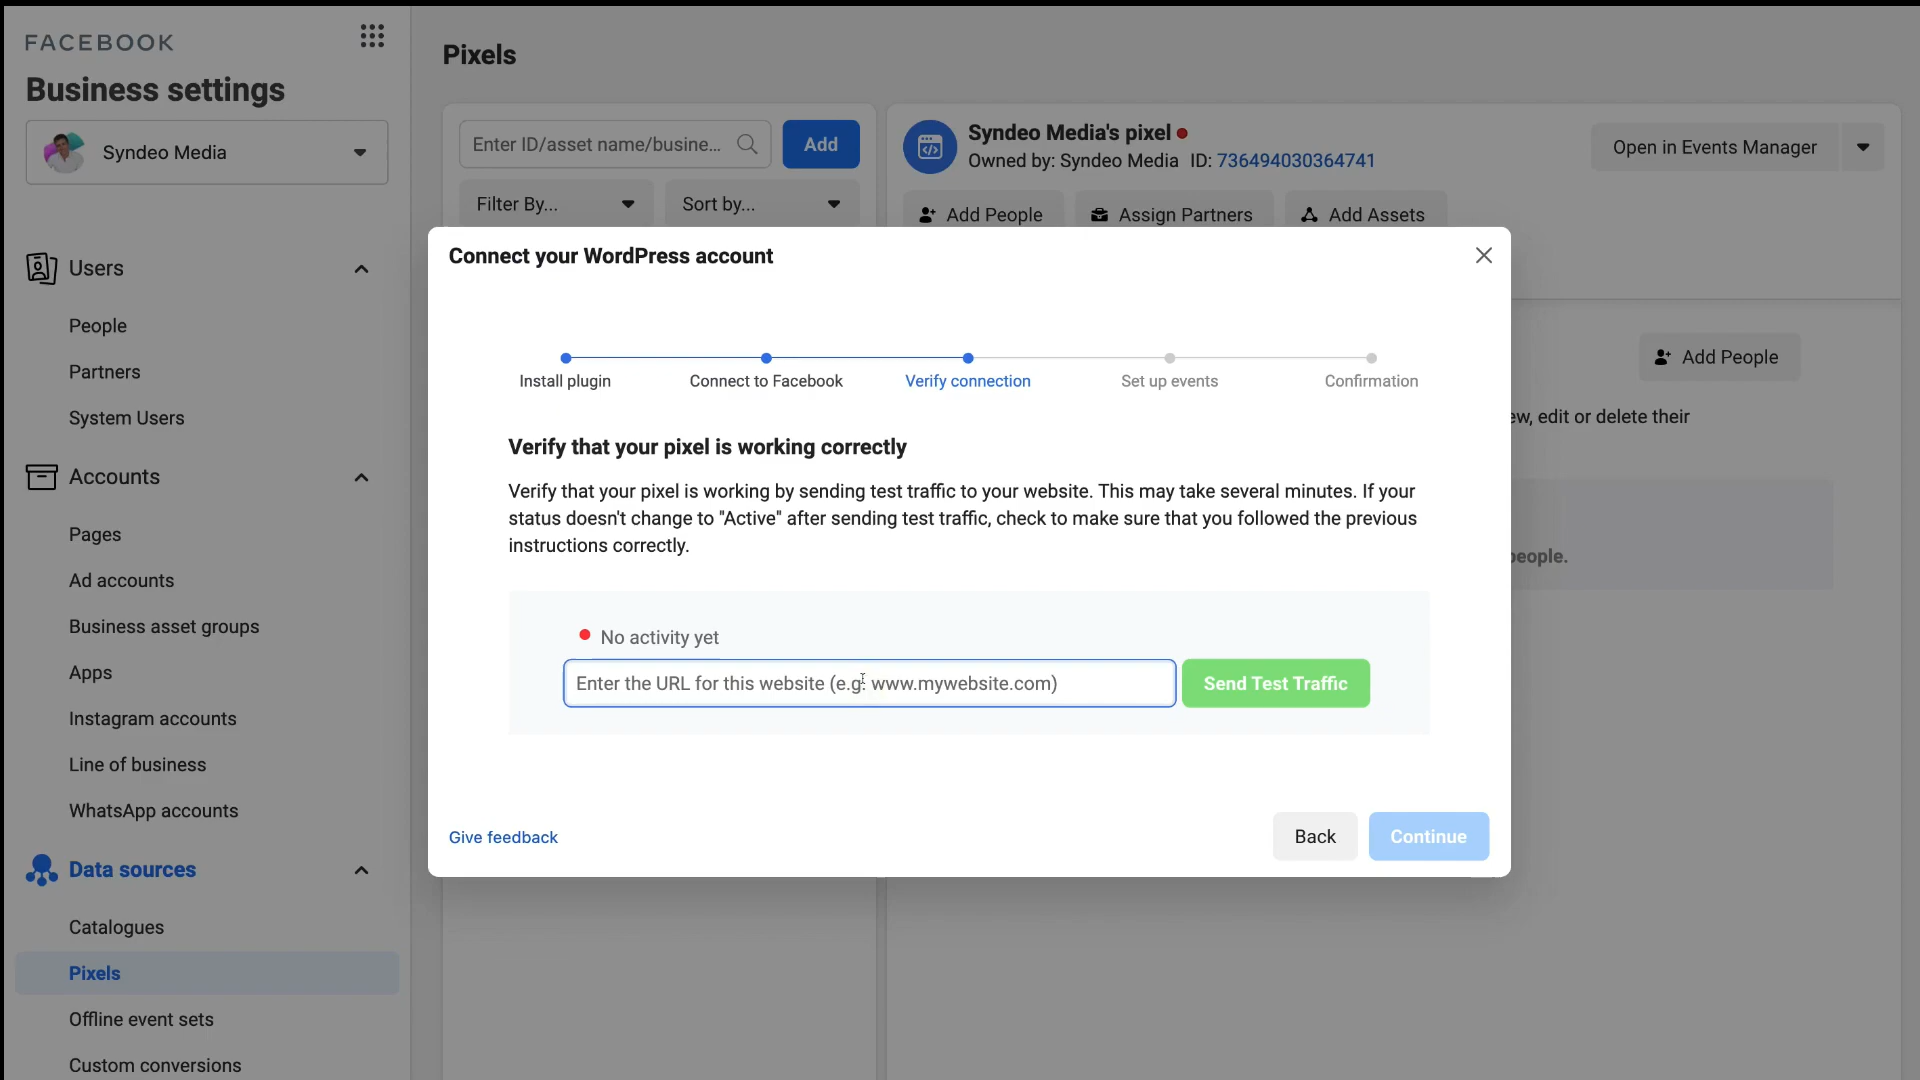 FACEBOOK
Business settings
Syndeo Media
Users
People
Partners
System Users
Accounts
Pages
Ad accounts
Business asset groups
Apps
Instagram accounts
Line of business
WhatsApp accounts
Data sources
Catalogues
Pixels
Offline event sets
Custom conversions
Pixels
Enter ID/asset name/busine...
Add
Filter By...
Sort by...
Syndeo Media's pixel
Owned by: Syndeo Media ID: 736494030364741
Open in Events Manager
Add People
Assign Partners
Add Assets
Add People
ew, edit or delete their
people.
Connect your WordPress account
Install plugin
Connect to Facebook
Verify connection
Set up events
Confirmation
Verify that your pixel is working correctly
Verify that your pixel is working by sending test traffic to your website. This may take several minutes. If your
status doesn't change to "Active" after sending test traffic, check to make sure that you followed the previous
instructions correctly.
No activity yet
Enter the URL for this website (e.g. www.mywebsite.com)
Send Test Traffic
Give feedback
Back
Continue